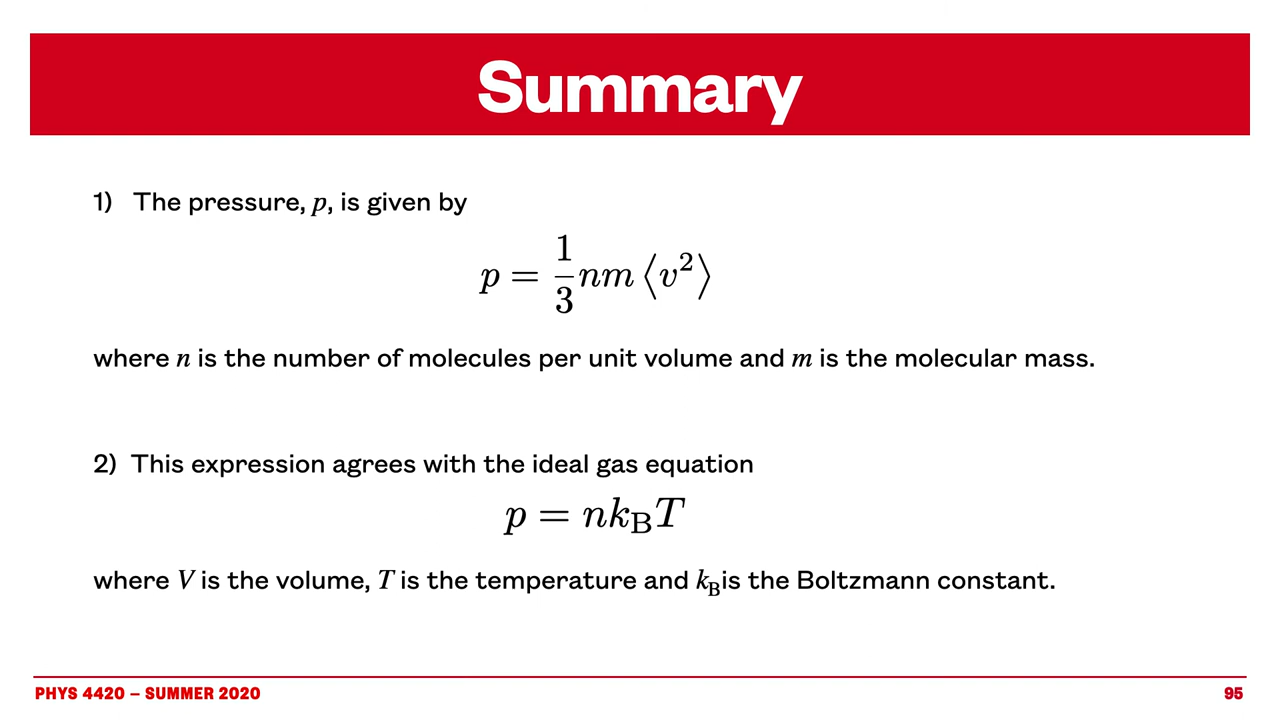 Summary
1) The pressure, p, is given by
p = \frac{1}{3} nm ⟨v²⟩
where n is the number of molecules per unit volume and m is the molecular mass.
2) This expression agrees with the ideal gas equation
p = nk_B T
where V is the volume, T is the temperature and k_B is the Boltzmann constant.
PHYS 4420 – SUMMER 2020 95